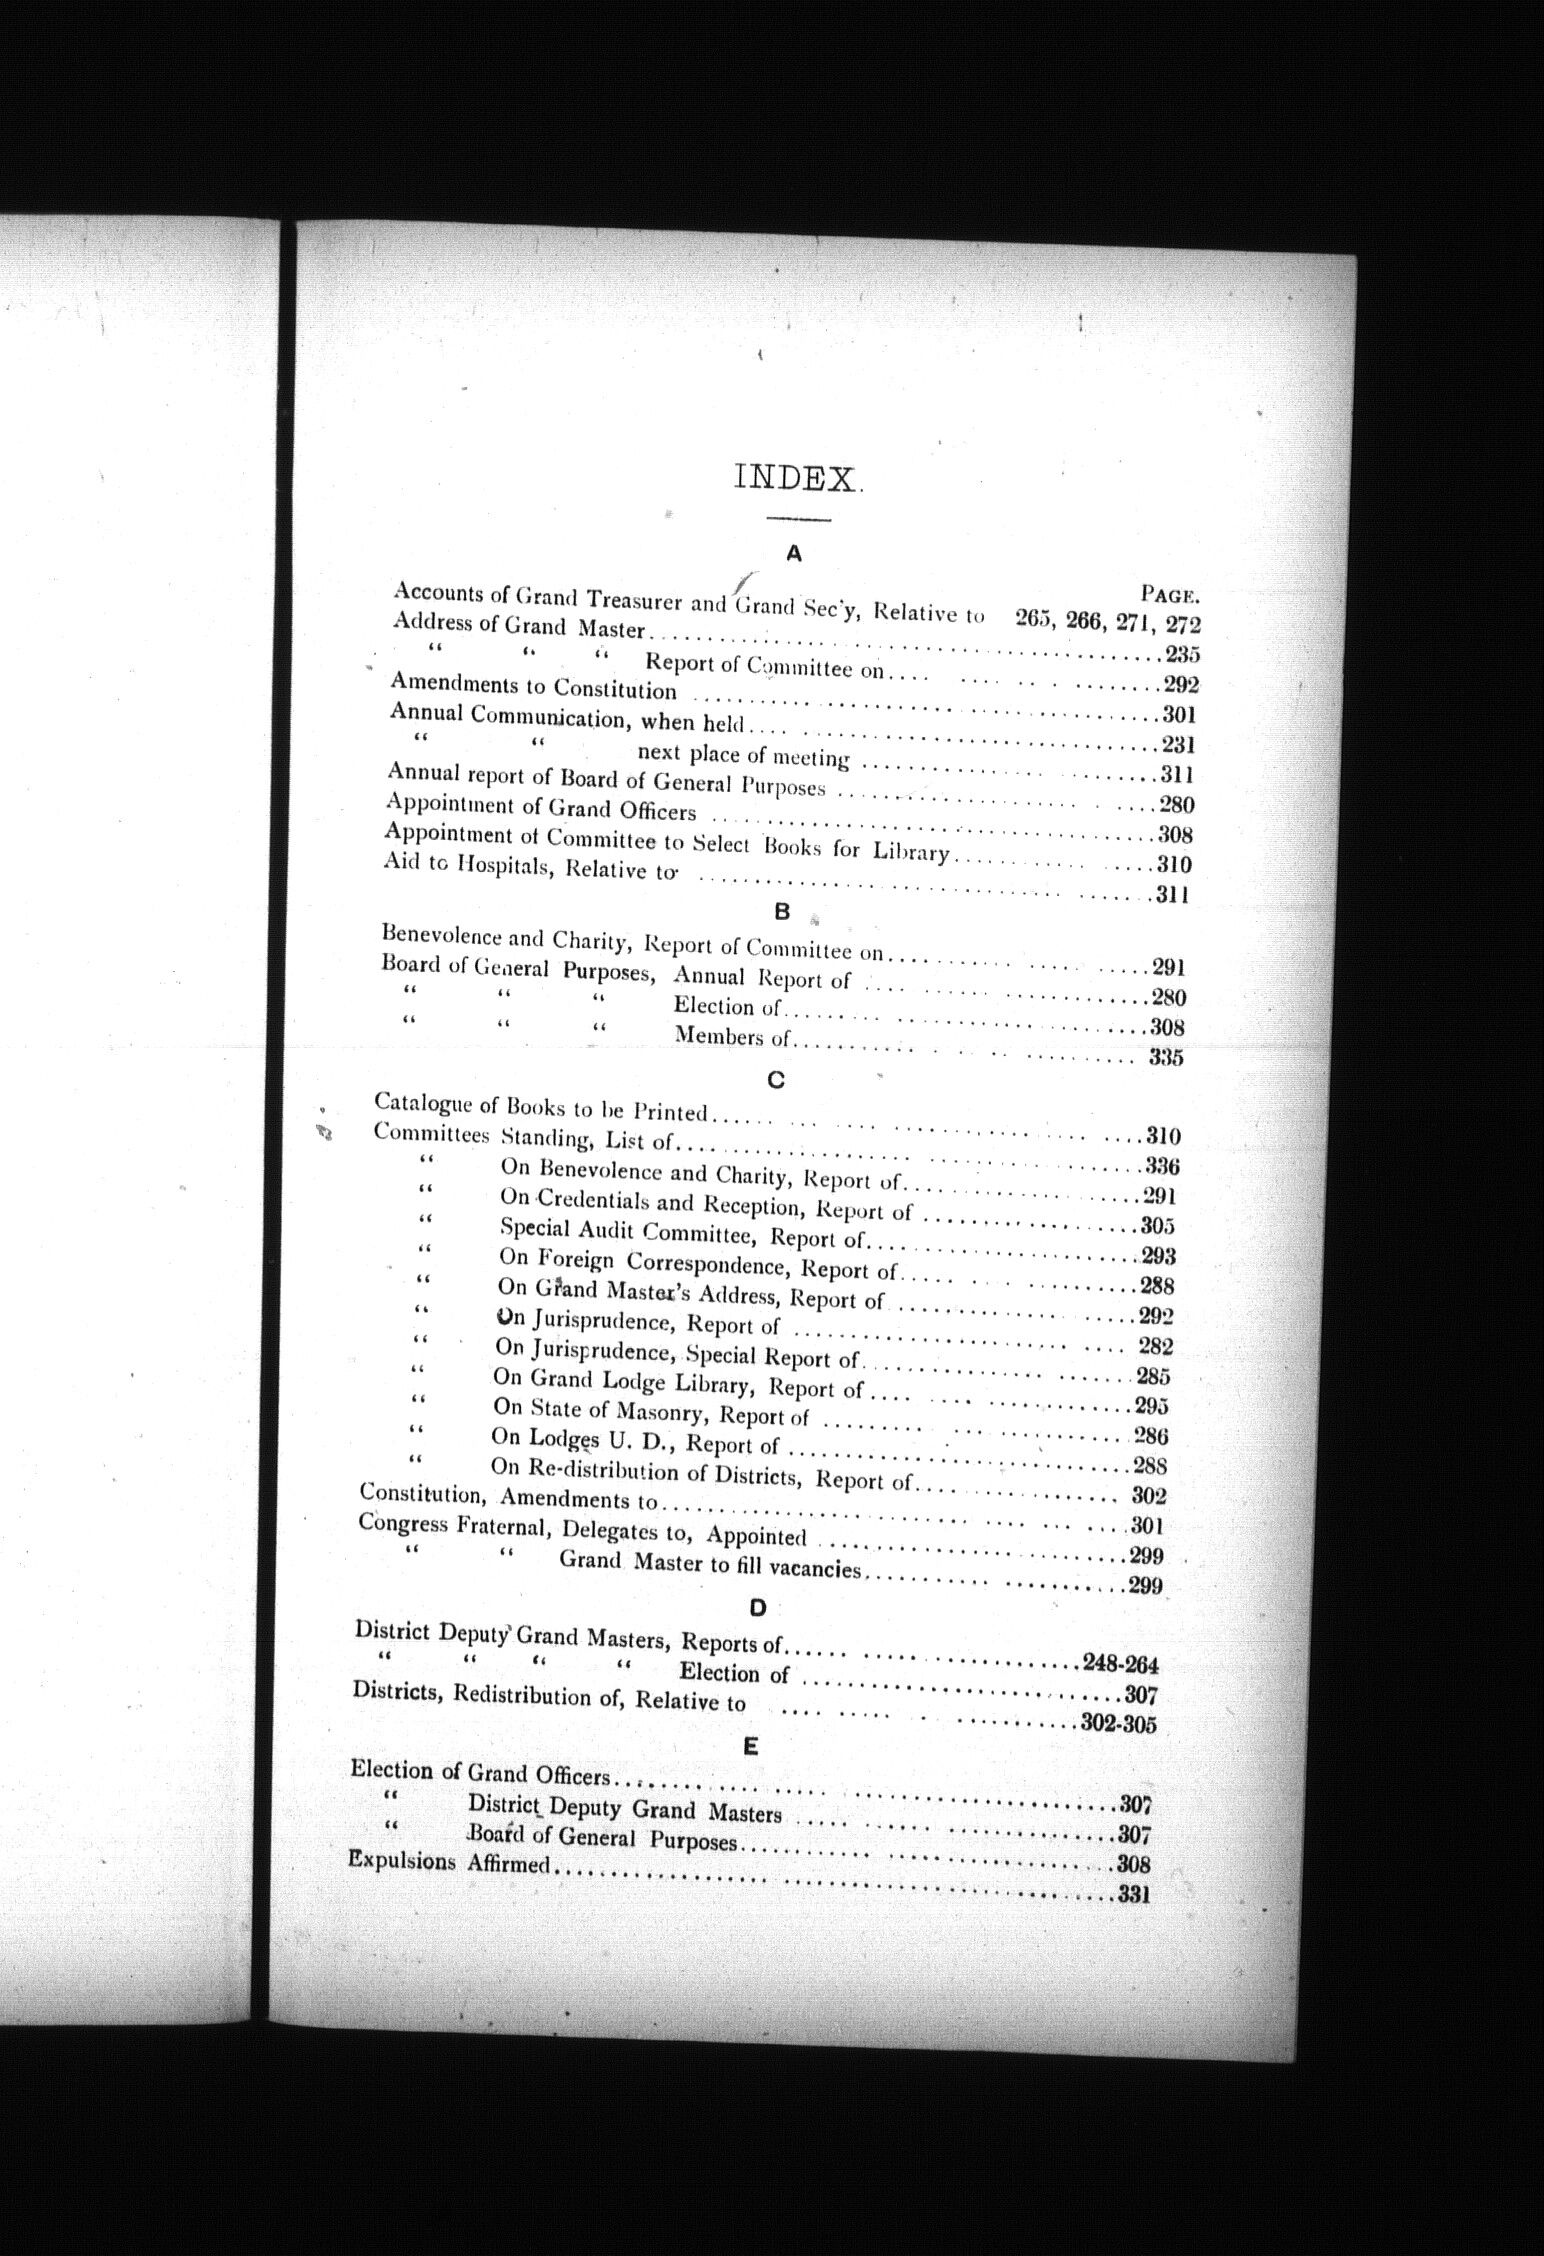 INDEX.
A
PAGE.
Accounts of Grand Treasurer and Grand Sec'y, Relative to 265, 266, 271, 272
Address of Grand Master........235
" " " Report of Committee on........292
Amendments to Constitution........301
Annual Communication, when held........231
" " next place of meeting........311
Annual report of Board of General Purposes........280
Appointment of Grand Officers........308
Appointment of Committee to Select Books for Library........310
Aid to Hospitals, Relative to........311
B
Benevolence and Charity, Report of Committee on........291
Board of General Purposes, Annual Report of........280
" " " Election of........308
" " " Members of........335
C
Catalogue of Books to be Printed........310
Committees Standing, List of........336
" On Benevolence and Charity, Report of........291
" On Credentials and Reception, Report of........305
" Special Audit Committee, Report of........293
" On Foreign Correspondence, Report of........288
" On Grand Master's Address, Report of........292
" On Jurisprudence, Report of........282
" On Jurisprudence, Special Report of........285
" On Grand Lodge Library, Report of........295
" On State of Masonry, Report of........286
" On Lodges U. D., Report of........288
" On Re-distribution of Districts, Report of........302
Constitution, Amendments to........301
Congress Fraternal, Delegates to, Appointed........299
" " Grand Master to fill vacancies........299
D
District Deputy Grand Masters, Reports of........248-264
" " " " Election of........307
Districts, Redistribution of, Relative to........302-305
E
Election of Grand Officers........307
" District Deputy Grand Masters........307
" Board of General Purposes........308
Expulsions Affirmed........331